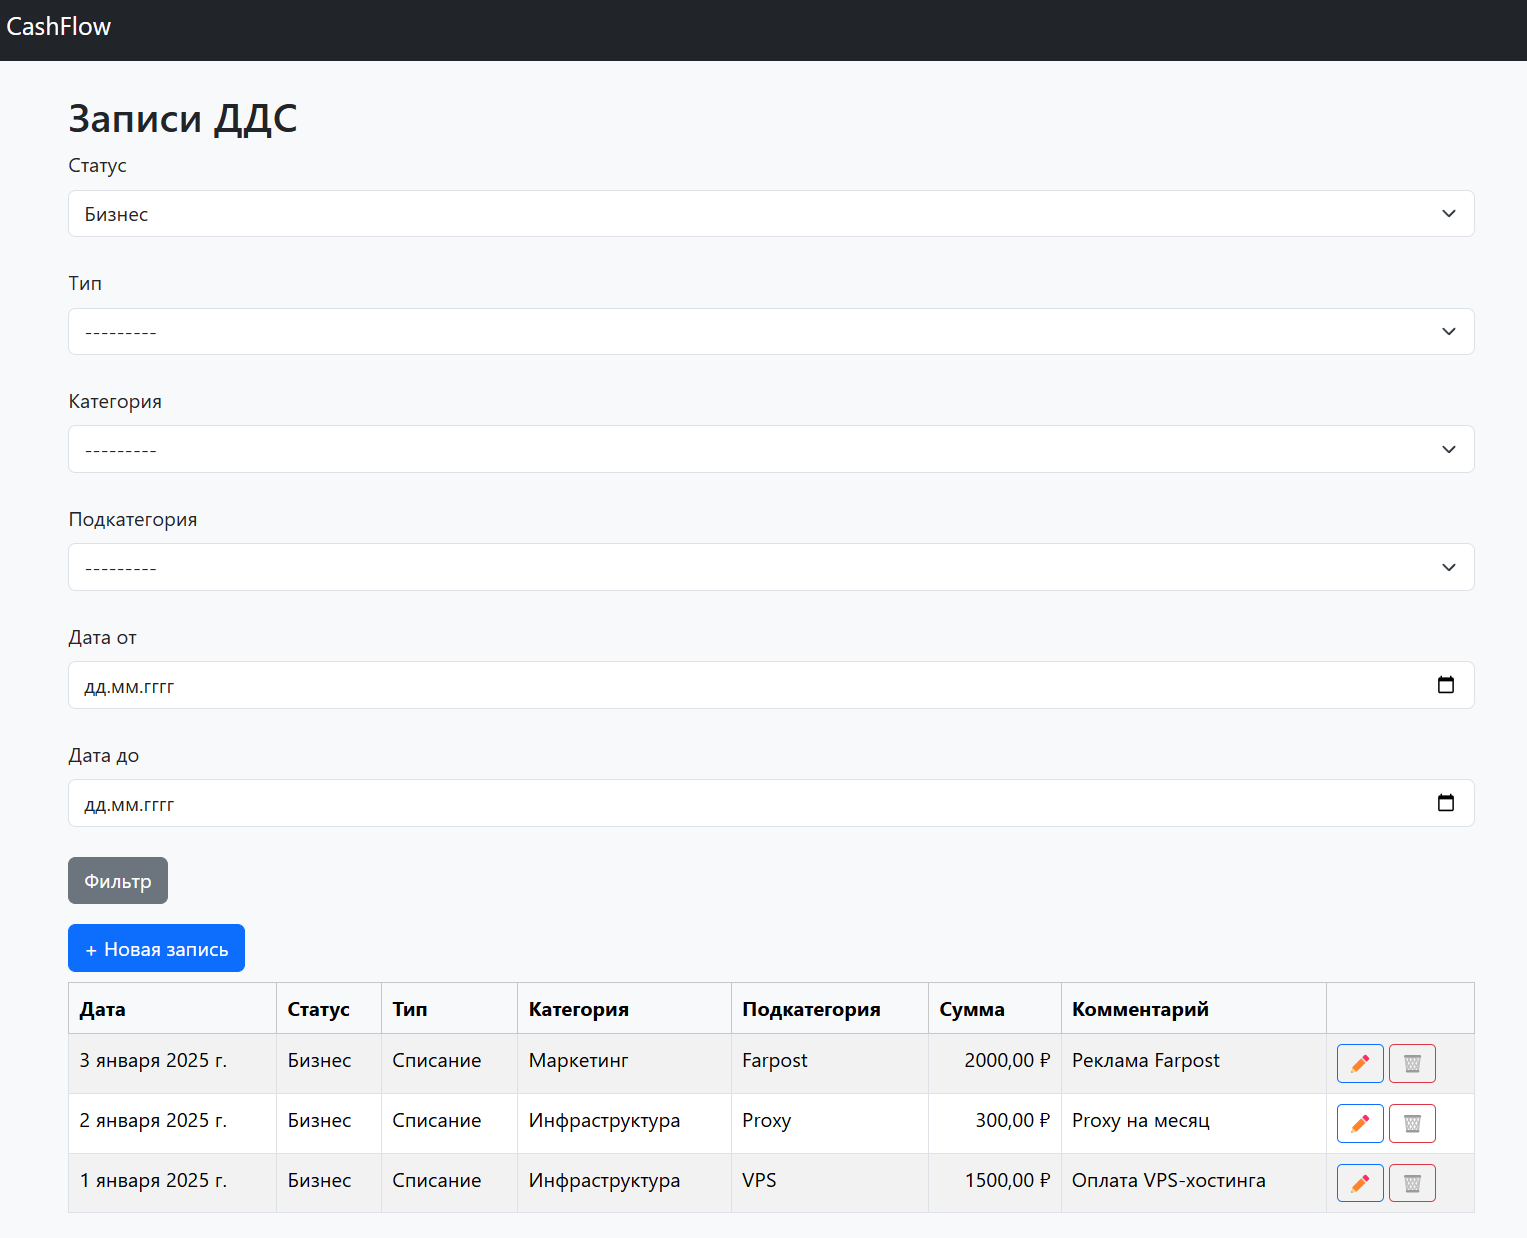 CashFlow
Записи ДДС
Статус
Бизнес
Тип
---------
Категория
---------
Подкатегория
---------
Дата от
дд.мм.гггг
Дата до
дд.мм.гггг
Фильтр
+ Новая запись
Дата Статус Тип Категория Подкатегория Сумма Комментарий
3 января 2025 г. Бизнес Списание Маркетинг Farpost 2000,00 ₽ Реклама Farpost
2 января 2025 г. Бизнес Списание Инфраструктура Proxy 300,00 ₽ Proxy на месяц
1 января 2025 г. Бизнес Списание Инфраструктура VPS 1500,00 ₽ Оплата VPS-хостинга